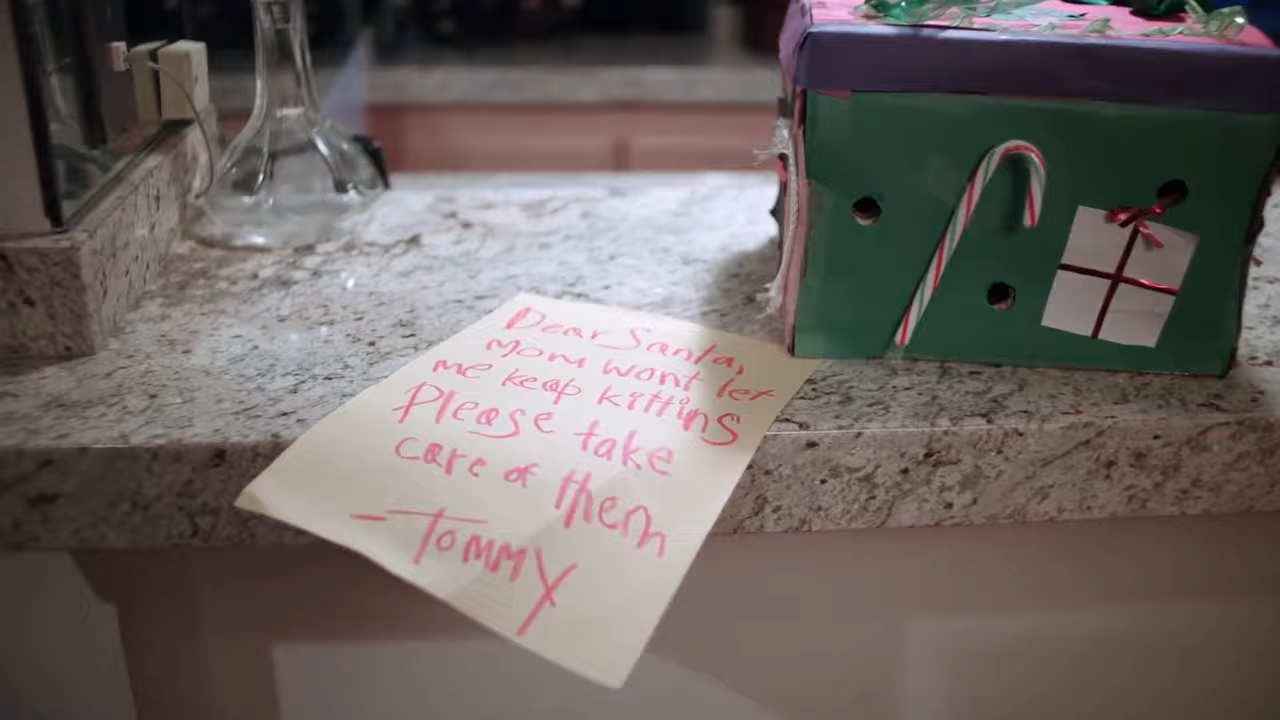 Dear Santa,
Mom wont let
me keep kittins
Please take
care of them
-Tommy